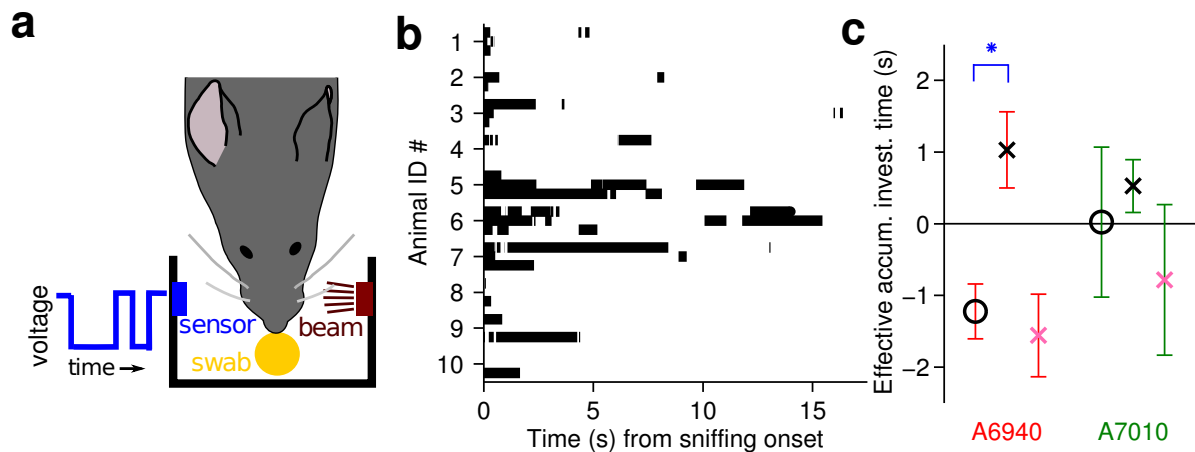 a
voltage
time
sensor
beam
swab
b
Animal ID #
1
2
3
4
5
6
7
8
9
10
0
5
10
15
Time (s) from sniffing onset
c
Effective accum. invest. time (s)
*
2
1
0
−1
−2
A6940
A7010